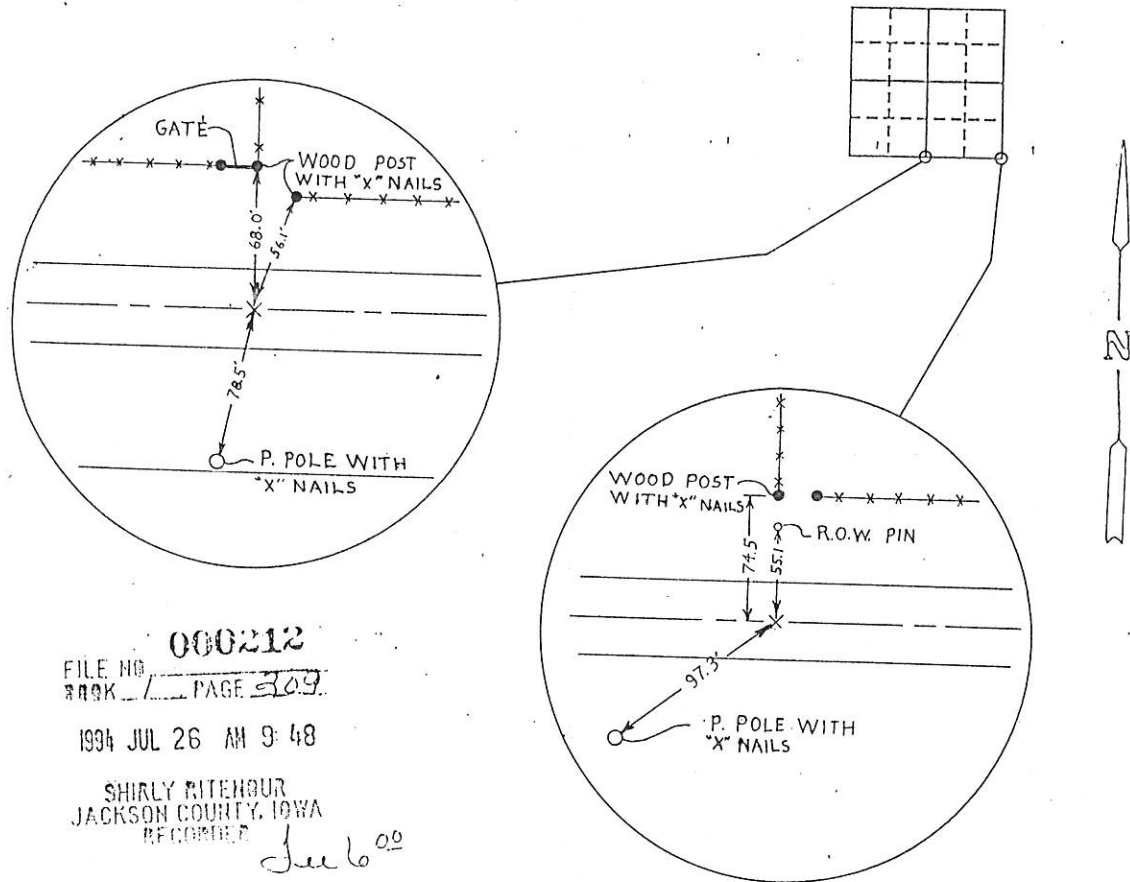 GATE
WOOD POST
WITH "X" NAILS
68.0'
56.1'
78.5'
P. POLE WITH
"X" NAILS
N
WOOD POST
WITH "X" NAILS
R.O.W. PIN
74.5
55.1
97.3'
P. POLE WITH
"X" NAILS
000212
FILE NO
BOOK 1 PAGE 209
1994 JUL 26 AM 9:48
SHIRLY RITENOUR
JACKSON COUNTY, IOWA
RECORDER
Fee 6 00